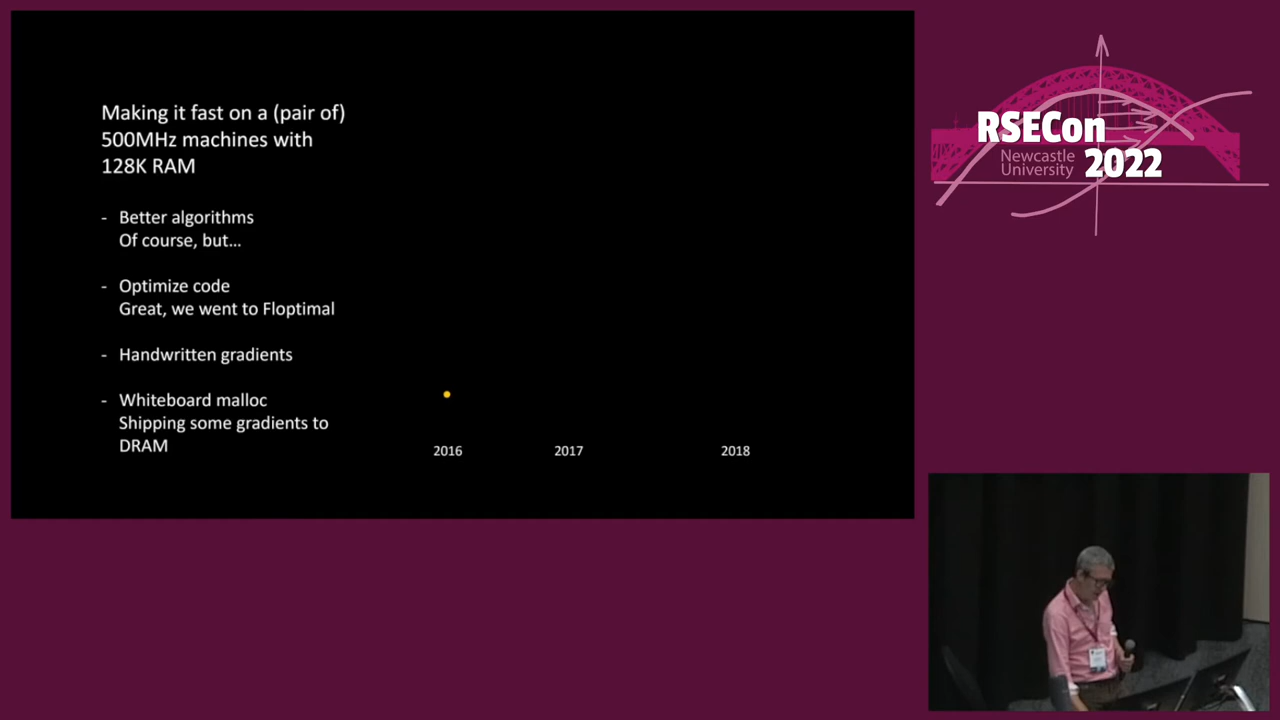 Making it fast on a (pair of)
500MHz machines with
128K RAM
- Better algorithms
Of course, but...
- Optimize code
Great, we went to Floptimal
- Handwritten gradients
- Whiteboard malloc
Shipping some gradients to
DRAM
2016
2017
2018
RSECon
Newcastle
University
2022